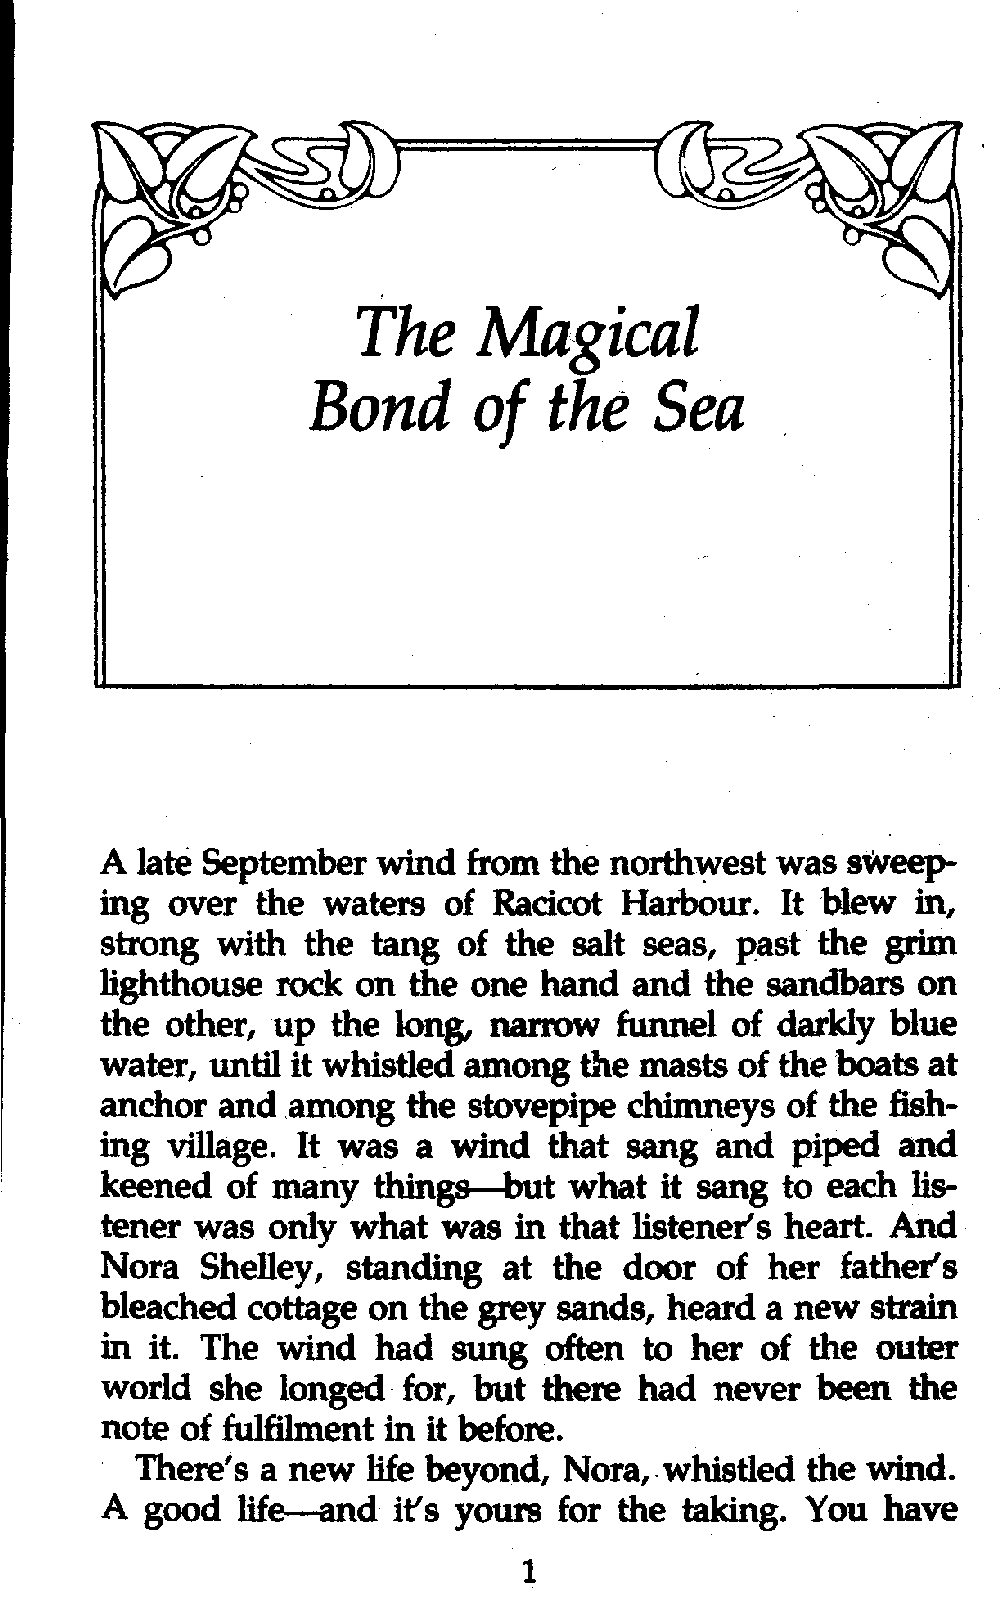 The Magical
Bond of the Sea
A late September wind from the northwest was sweep-
ing over the waters of Racicot Harbour. It blew in,
strong with the tang of the salt seas, past the grim
lighthouse rock on the one hand and the sandbars on
the other, up the long, narrow funnel of darkly blue
water, until it whistled among the masts of the boats at
anchor and among the stovepipe chimneys of the fish-
ing village. It was a wind that sang and piped and
keened of many things—but what it sang to each lis-
tener was only what was in that listener's heart. And
Nora Shelley, standing at the door of her father's
bleached cottage on the grey sands, heard a new strain
in it. The wind had sung often to her of the outer
world she longed for, but there had never been the
note of fulfilment in it before.
There's a new life beyond, Nora, whistled the wind.
A good life—and it's yours for the taking. You have
1